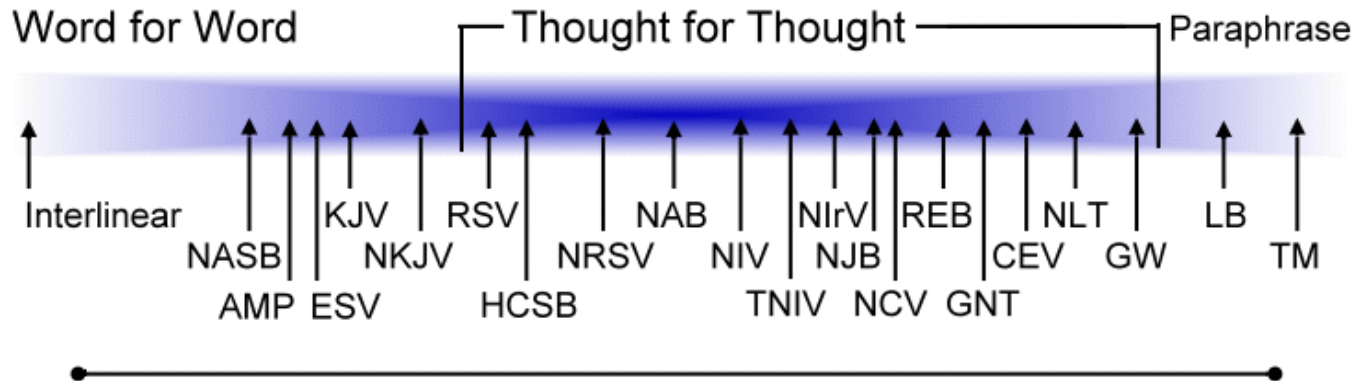 Word for Word Thought for Thought Paraphrase
Interlinear KJV RSV NAB NIrV REB NLT LB
NASB NKJV NRSV NIV NJB CEV GW TM
AMP ESV HCSB TNIV NCV GNT